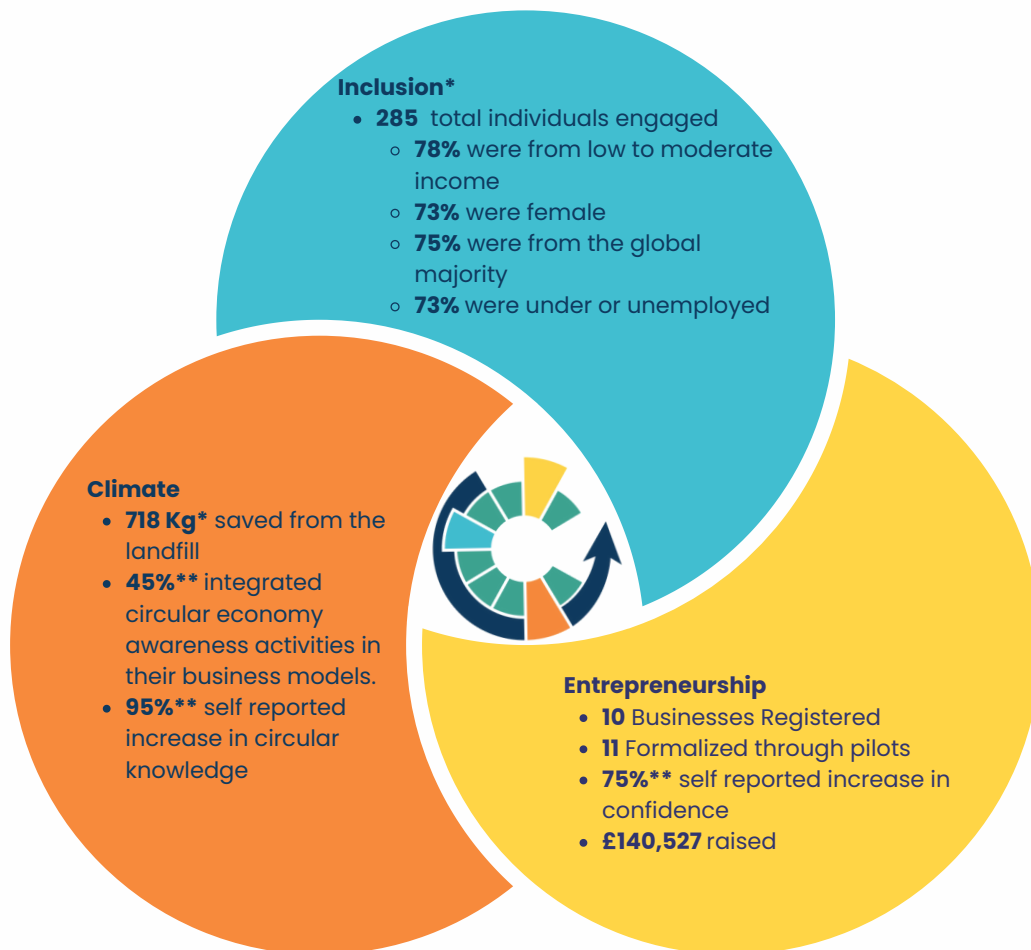 Inclusion*
• 285 total individuals engaged
◦ 78% were from low to moderate
income
◦ 73% were female
◦ 75% were from the global
majority
◦ 73% were under or unemployed
Climate
• 718 Kg* saved from the
landfill
• 45%** integrated
circular economy
awareness activities in
their business models.
• 95%** self reported
increase in circular
knowledge
Entrepreneurship
• 10 Businesses Registered
• 11 Formalized through pilots
• 75%** self reported increase in
confidence
• £140,527 raised